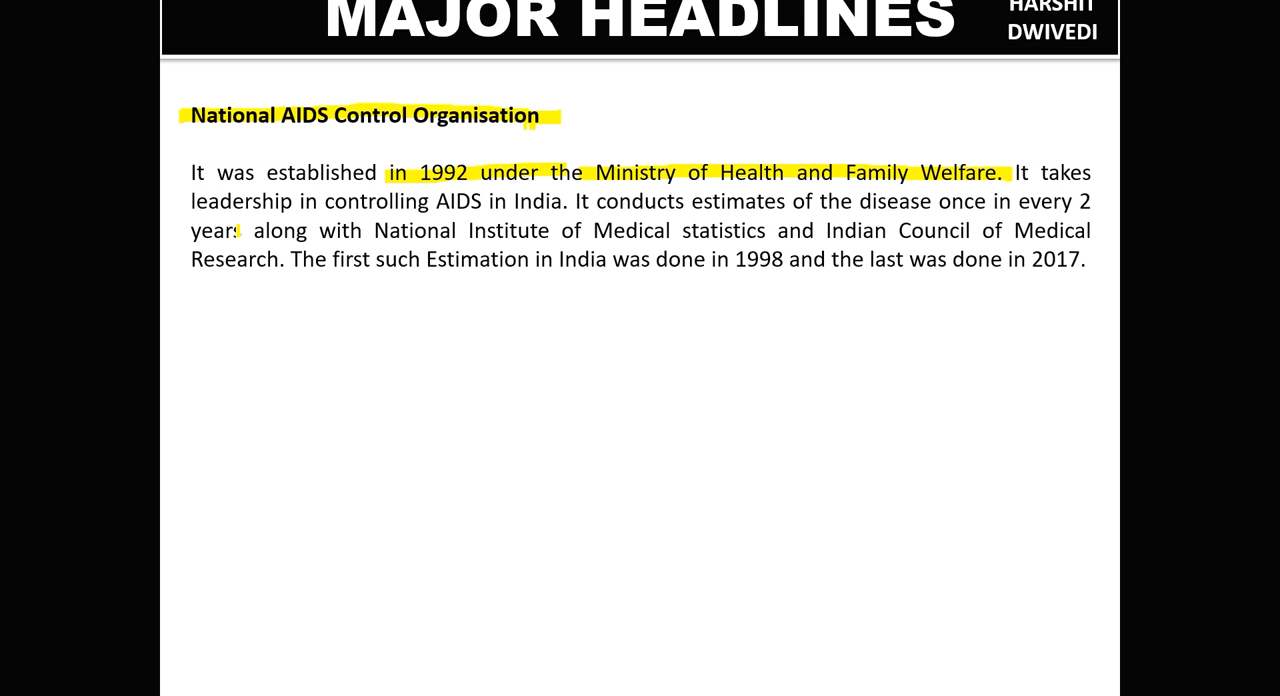 MAJOR HEADLINES
HARSHIT
DWIVEDI
National AIDS Control Organisation
It was established in 1992 under the Ministry of Health and Family Welfare. It takes
leadership in controlling AIDS in India. It conducts estimates of the disease once in every 2
years along with National Institute of Medical statistics and Indian Council of Medical
Research. The first such Estimation in India was done in 1998 and the last was done in 2017.